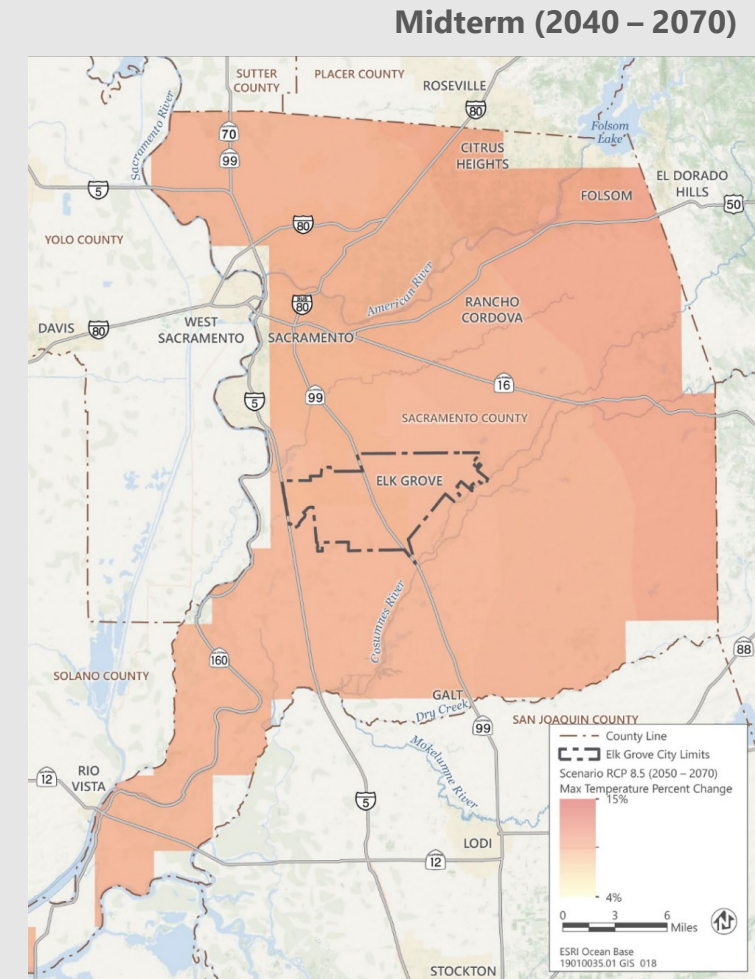 Midterm (2040 – 2070)
SUTTER
COUNTY
PLACER COUNTY
ROSEVILLE
80
Sacramento River
70
99
Folsom
Lake
CITRUS
HEIGHTS
5
EL DORADO
HILLS
FOLSOM
50
80
YOLO COUNTY
American River
80
RANCHO
CORDOVA
DAVIS
80
WEST
SACRAMENTO
SACRAMENTO
16
99
5
SACRAMENTO COUNTY
ELK GROVE
Cosumnes River
160
88
SOLANO COUNTY
GALT
Dry Creek
SAN JOAQUIN COUNTY
99
Mokelumne River
12
RIO
VISTA
5
LODI
12
STOCKTON
County Line
Elk Grove City Limits
Scenario RCP 8.5 (2050 – 2070)
Max Temperature Percent Change
15%
4%
0 3 6
Miles
N
ESRI Ocean Base
19010035.01 GIS 018